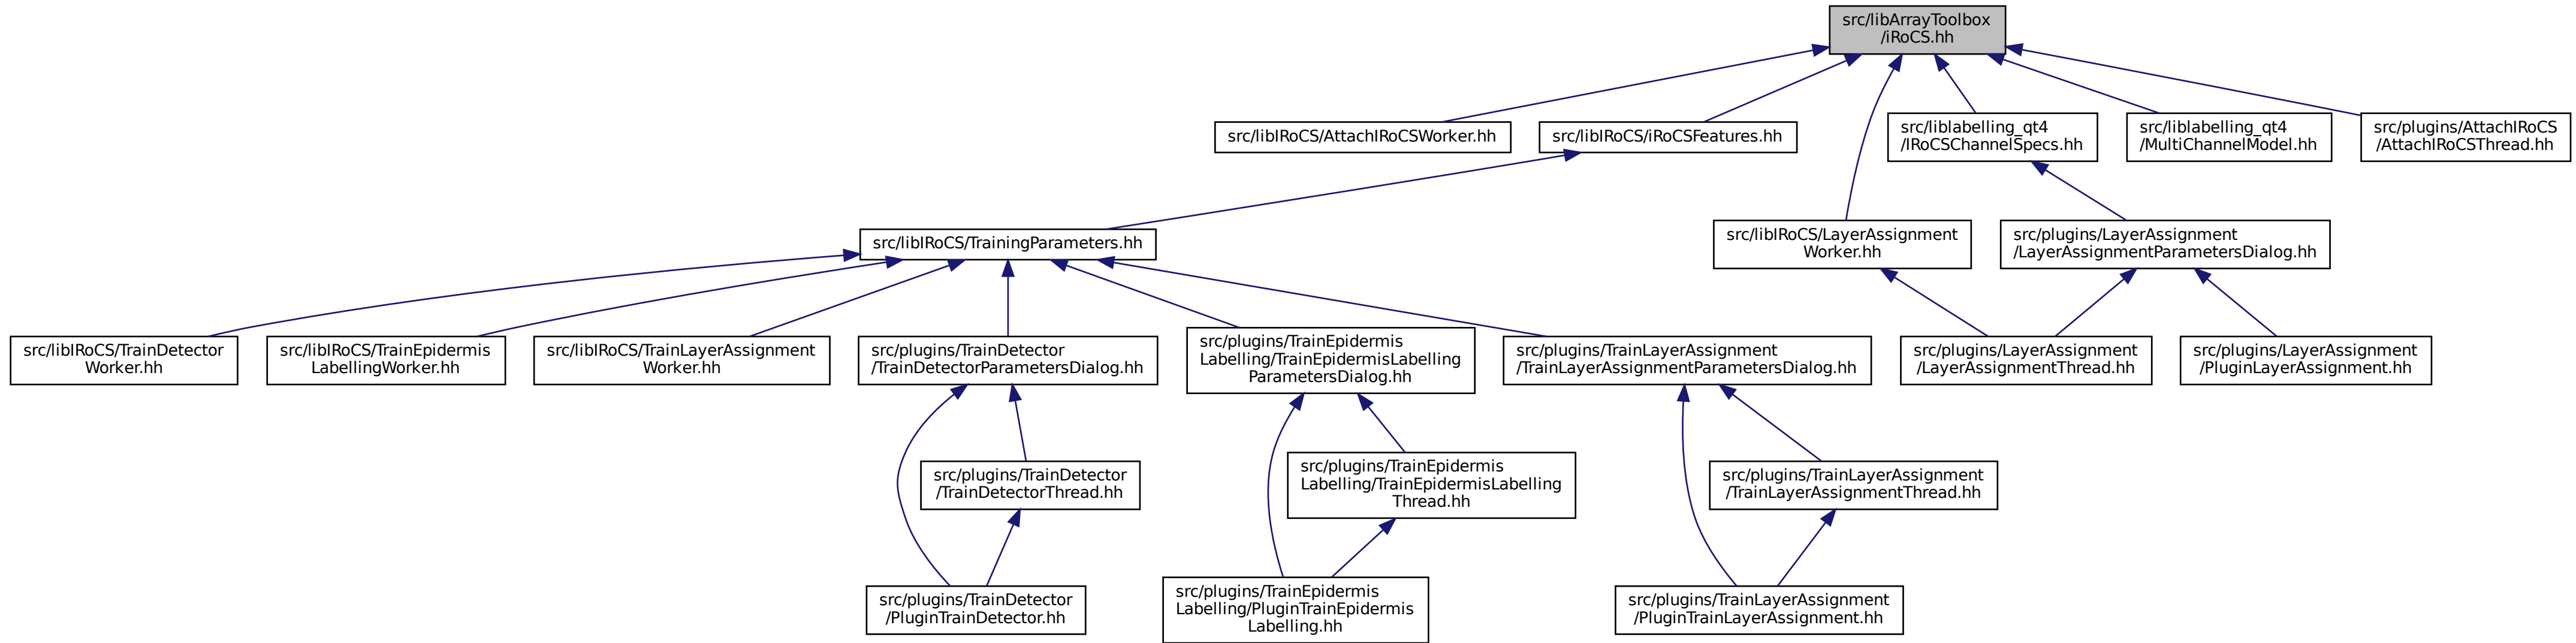 src/libArrayToolbox
/iRoCS.hh
src/libIRoCS/AttachIRoCSWorker.hh
src/libIRoCS/iRoCSFeatures.hh
src/liblabelling_qt4
/IRoCSChannelSpecs.hh
src/liblabelling_qt4
/MultiChannelModel.hh
src/plugins/AttachIRoCS
/AttachIRoCSThread.hh
src/libIRoCS/TrainingParameters.hh
src/libIRoCS/LayerAssignment
Worker.hh
src/plugins/LayerAssignment
/LayerAssignmentParametersDialog.hh
src/libIRoCS/TrainDetector
Worker.hh
src/libIRoCS/TrainEpidermis
LabellingWorker.hh
src/libIRoCS/TrainLayerAssignment
Worker.hh
src/plugins/TrainDetector
/TrainDetectorParametersDialog.hh
src/plugins/TrainEpidermis
Labelling/TrainEpidermisLabelling
ParametersDialog.hh
src/plugins/TrainLayerAssignment
/TrainLayerAssignmentParametersDialog.hh
src/plugins/LayerAssignment
/LayerAssignmentThread.hh
src/plugins/LayerAssignment
/PluginLayerAssignment.hh
src/plugins/TrainDetector
/TrainDetectorThread.hh
src/plugins/TrainEpidermis
Labelling/TrainEpidermisLabelling
Thread.hh
src/plugins/TrainLayerAssignment
/TrainLayerAssignmentThread.hh
src/plugins/TrainDetector
/PluginTrainDetector.hh
src/plugins/TrainEpidermis
Labelling/PluginTrainEpidermis
Labelling.hh
src/plugins/TrainLayerAssignment
/PluginTrainLayerAssignment.hh